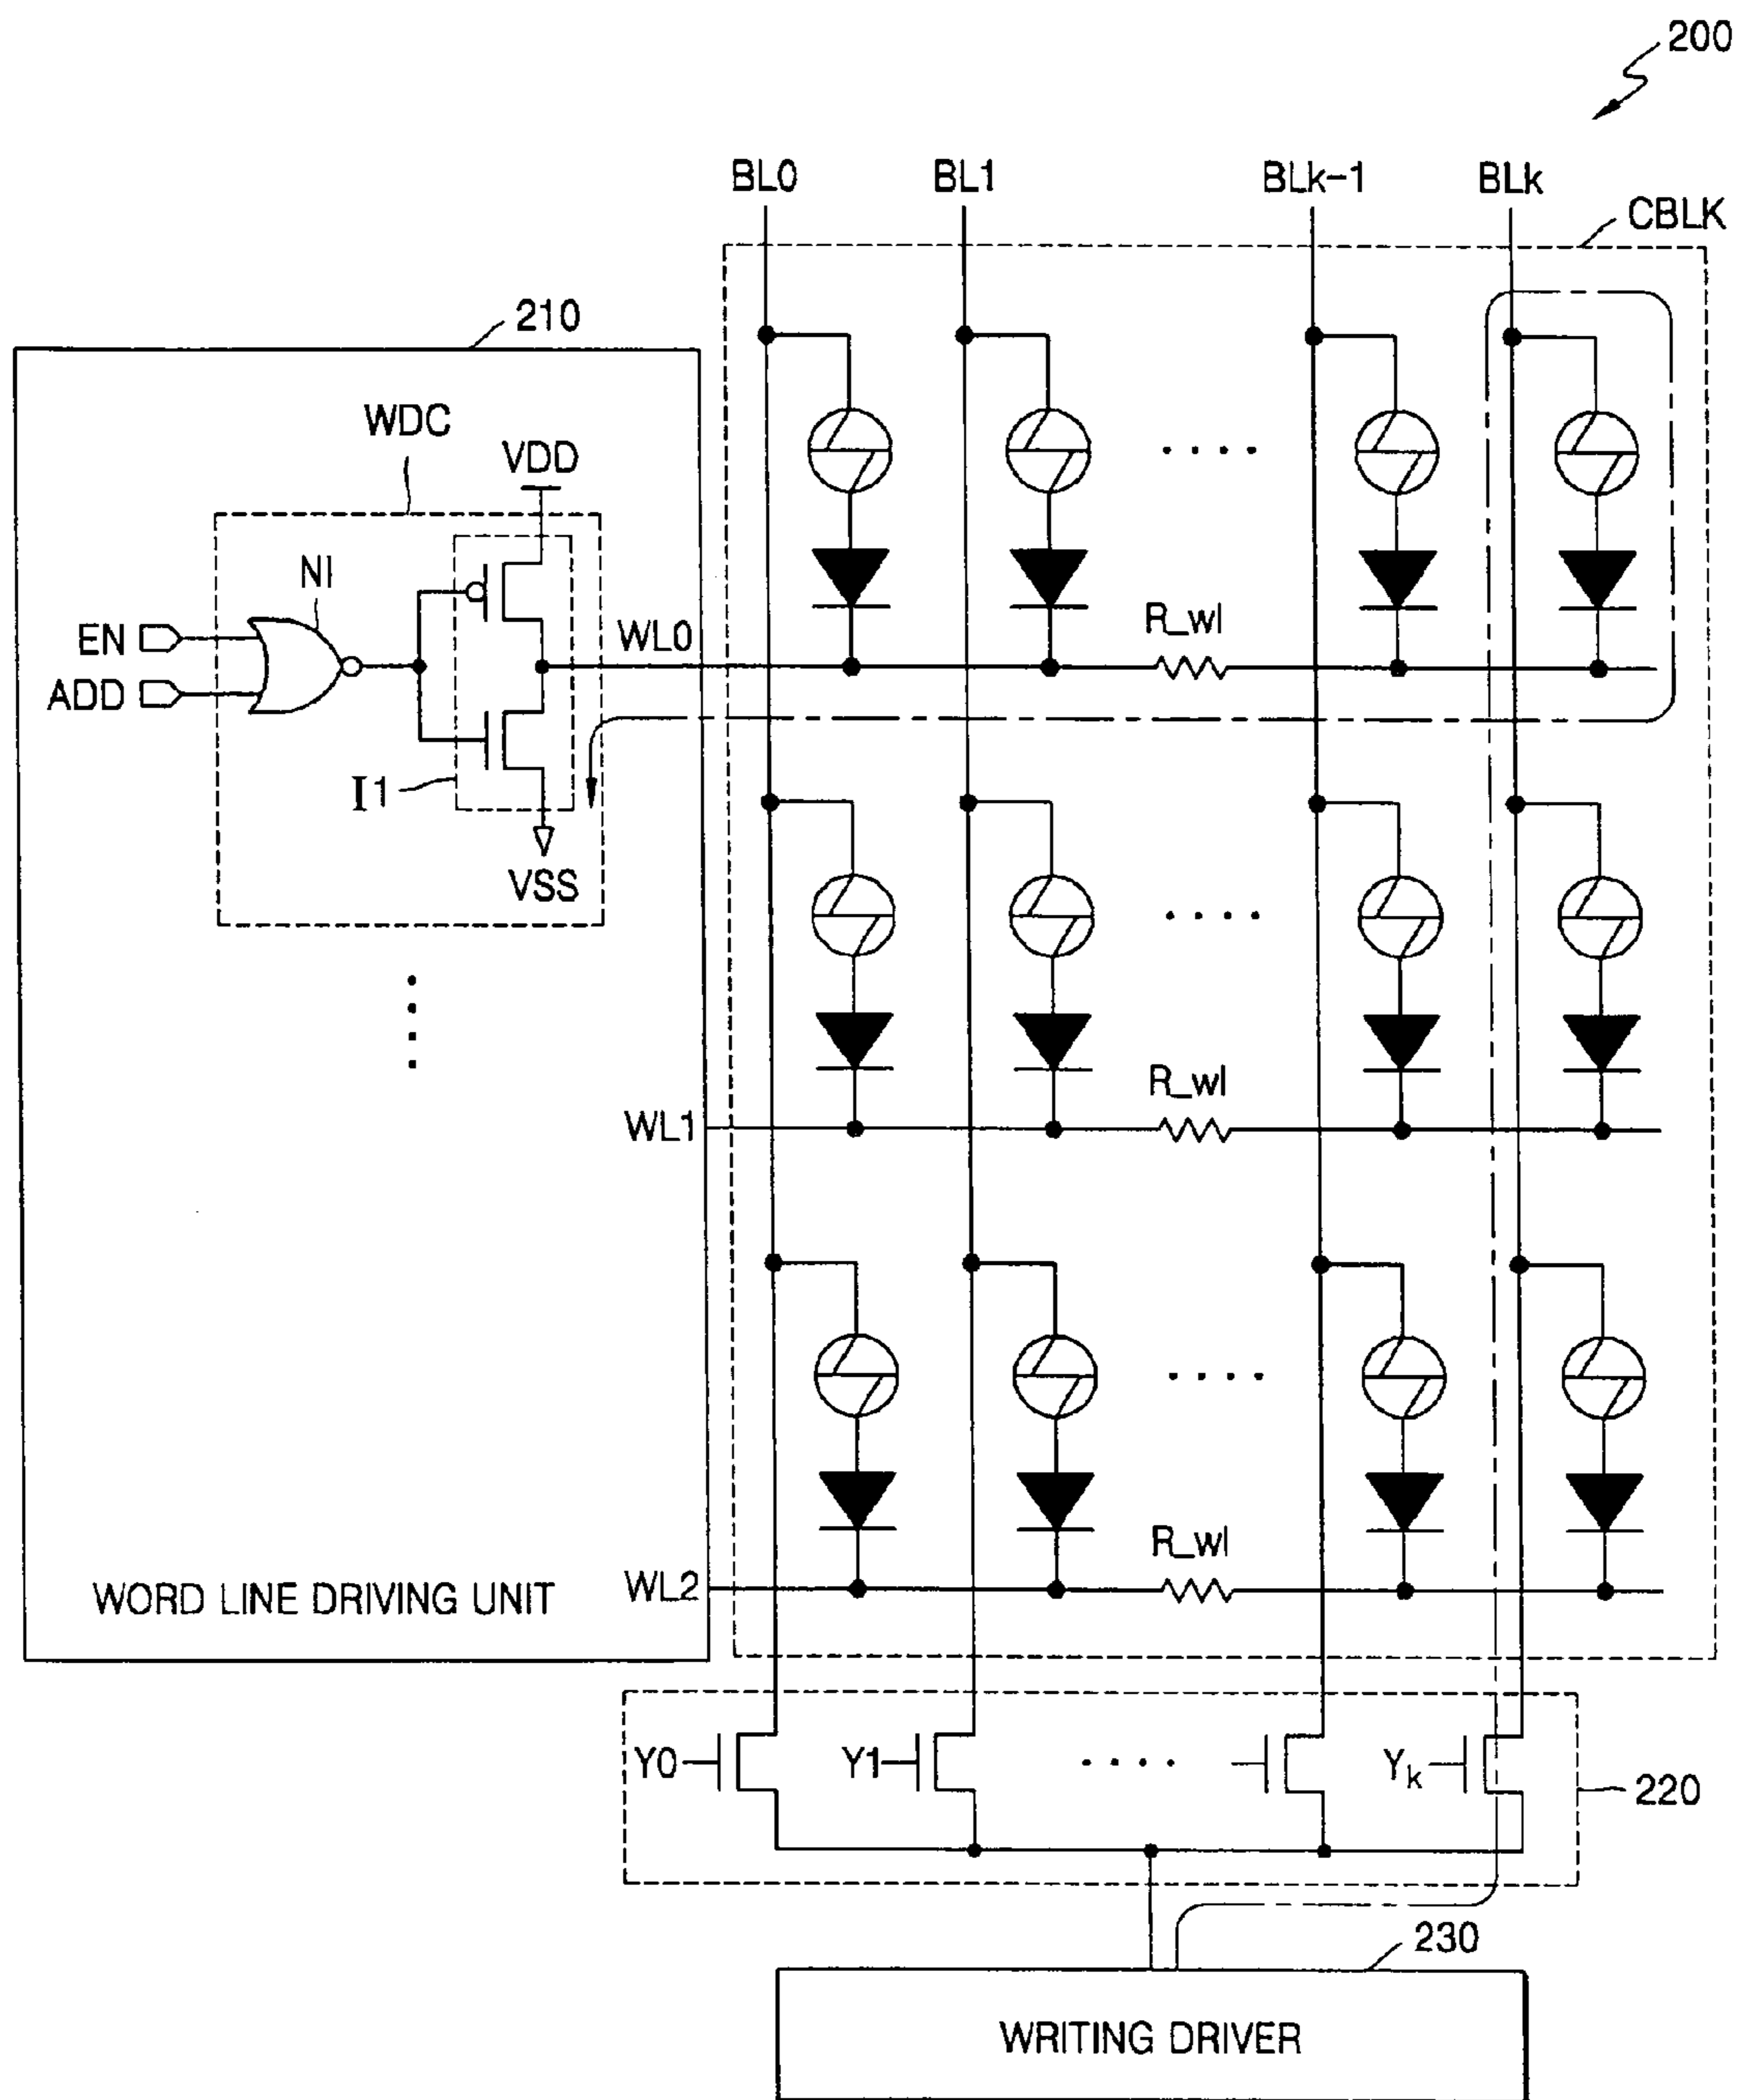 200
BL0 BL1 BLk-1 BLk
CBLK
210
WDC
VDD
NI
EN
ADD
WL0
R_wl
I1
VSS
R_wl
WL1
R_wl
WL2
WORD LINE DRIVING UNIT
Y0 Y1 Yk
220
230
WRITING DRIVER